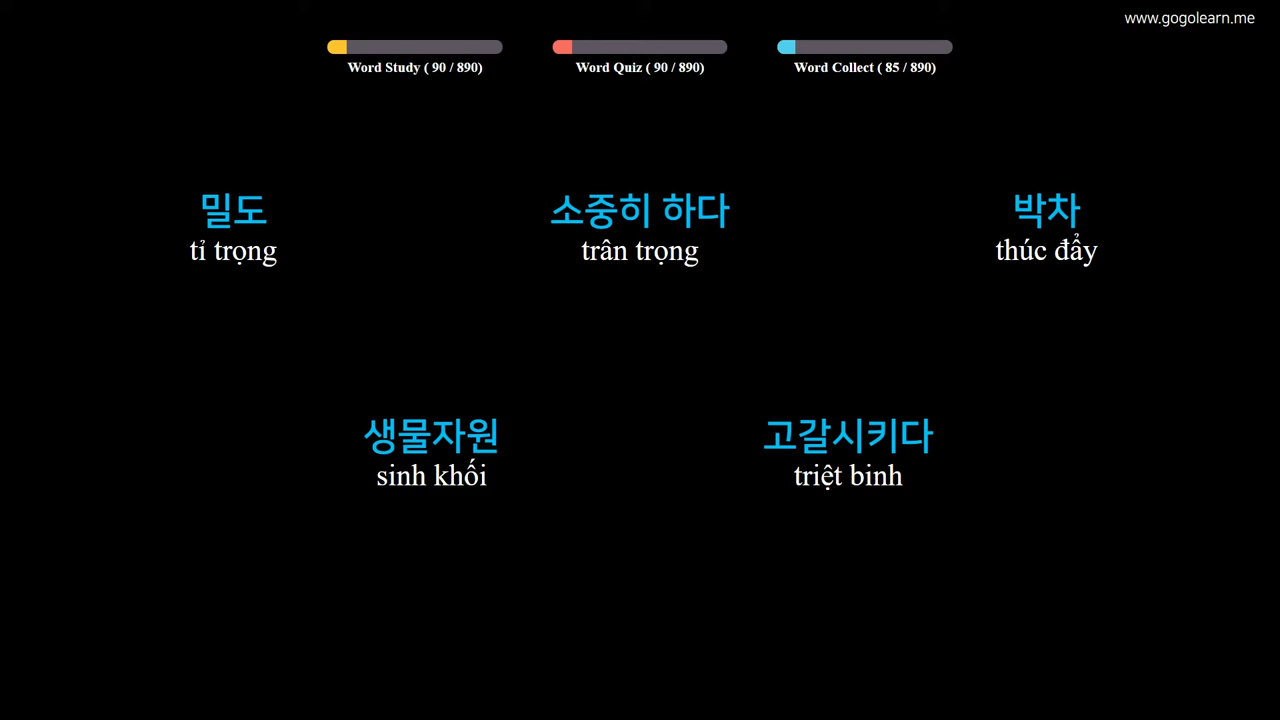 www.gogolearn.me
Word Study ( 90 / 890)
Word Quiz ( 90 / 890)
Word Collect ( 85 / 890)
밀도
tỉ trọng
소중히 하다
trân trọng
박차
thúc đẩy
생물자원
sinh khối
고갈시키다
triệt binh